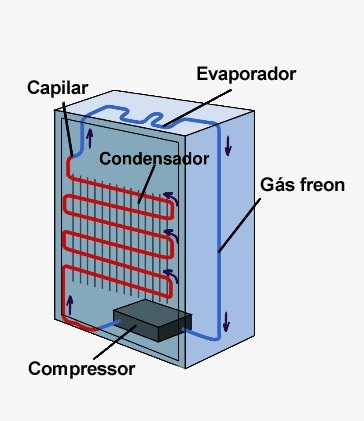 Evaporador
Capilar
Condensador
Gás freon
Compressor